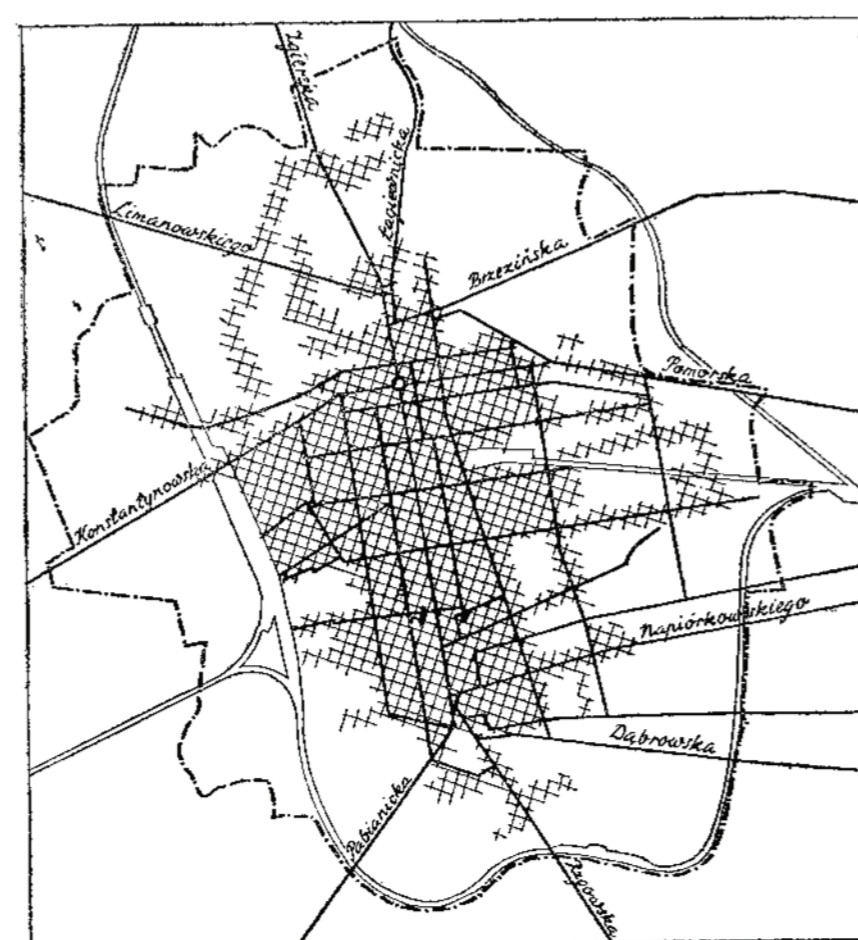 Zgierska
Łagiewnicka
Limanowskiego
Brzezińska
Pomorska
Konstantynowska
Napiórkowskiego
Dąbrowska
Pabianicka
Rzgowska